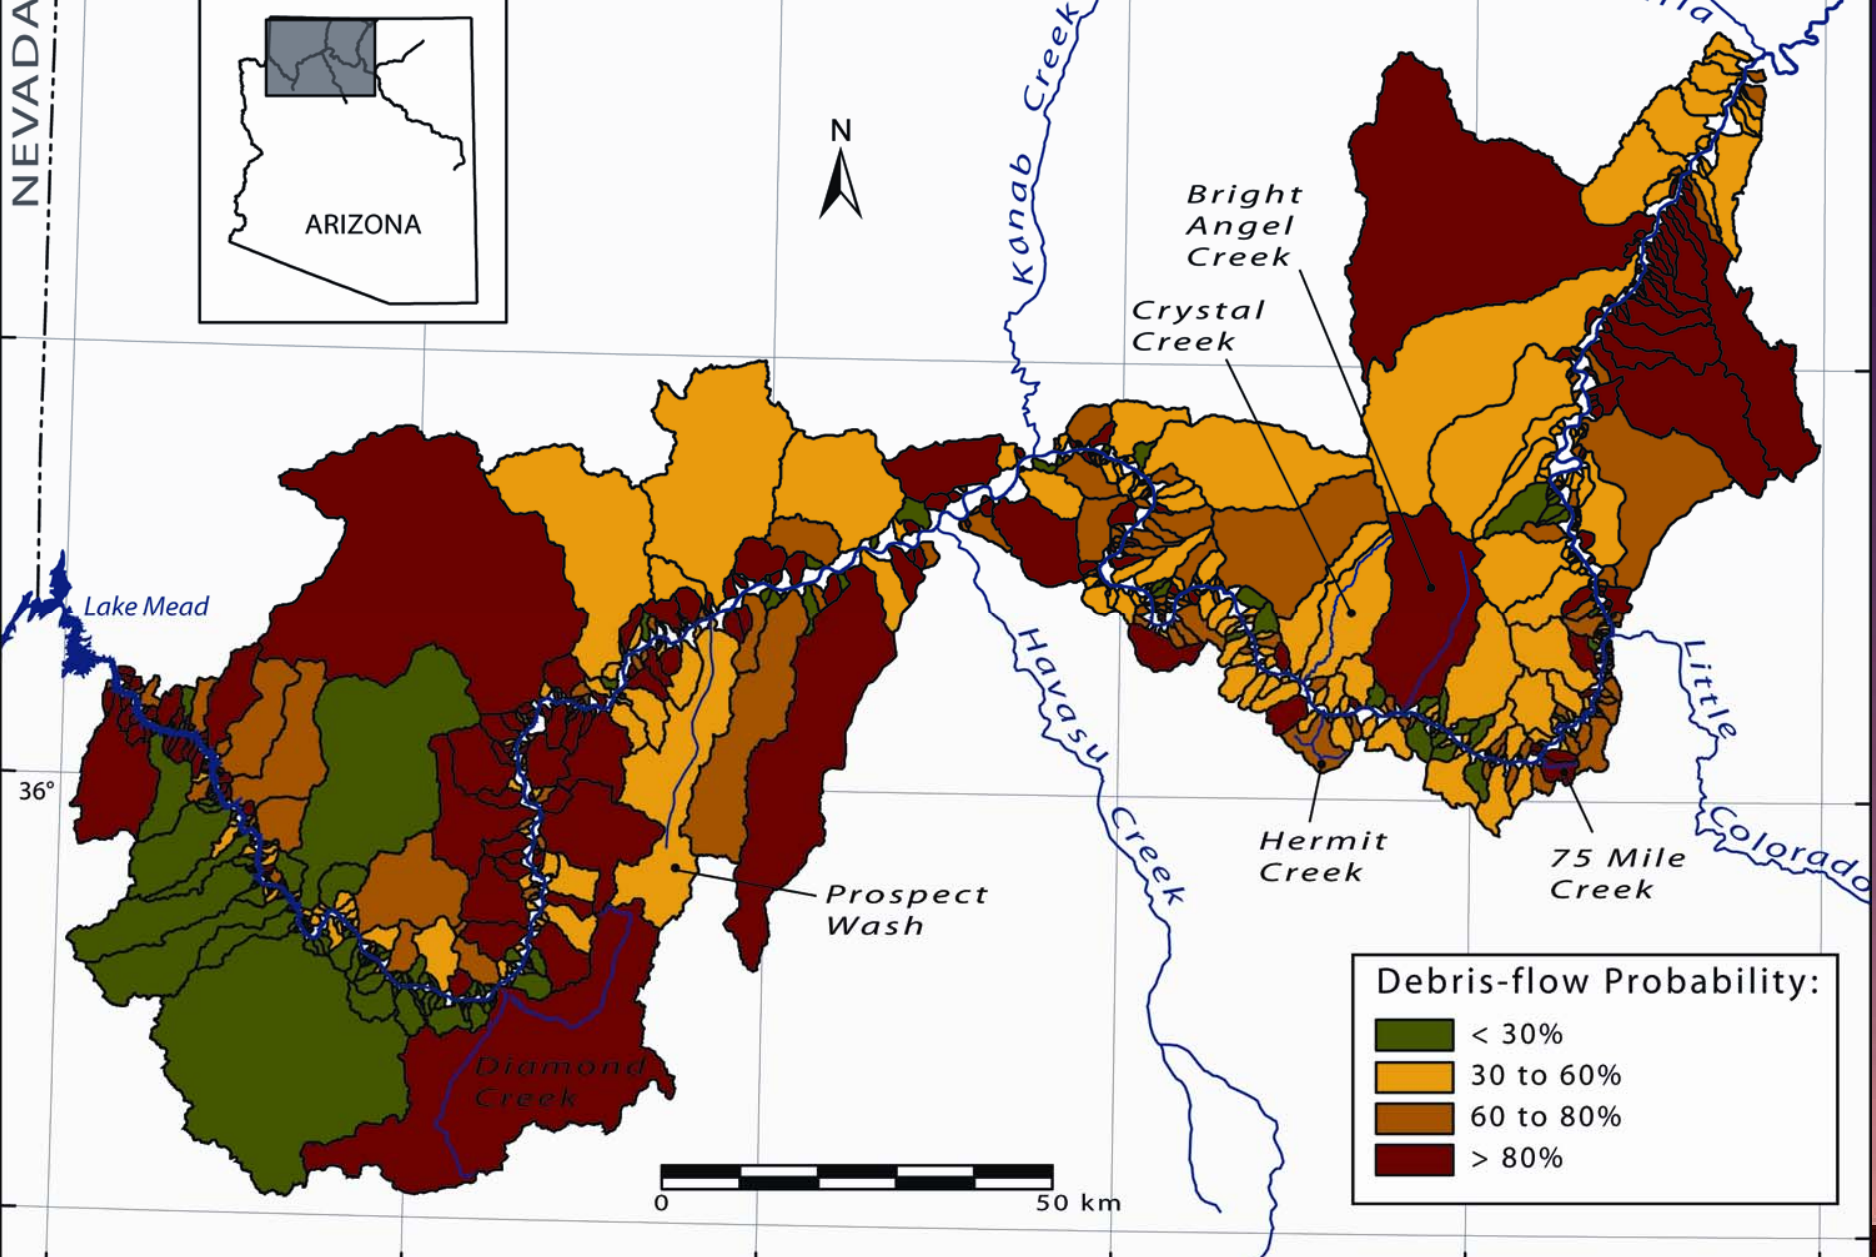 NEVADA
ARIZONA
N
Kanab Creek
Bright
Angel
Creek
Crystal
Creek
Lake Mead
36°
Havasu Creek
Little
Colorado
Hermit
Creek
75 Mile
Creek
Prospect
Wash
Diamond
Creek
Debris-flow Probability:
< 30%
30 to 60%
60 to 80%
> 80%
0 50 km